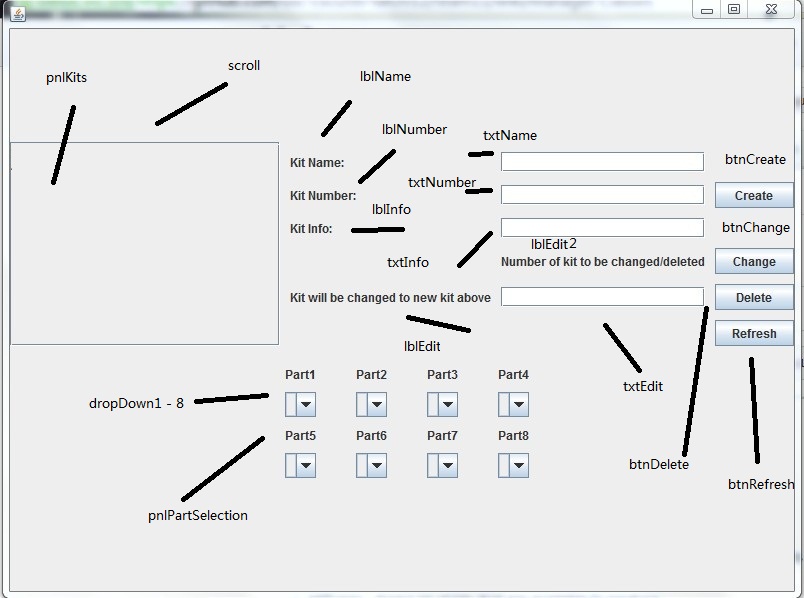 scroll
pnlKits
lblName
lblNumber
txtName
Kit Name:
btnCreate
txtNumber
Kit Number:
Create
lblInfo
Kit Info:
btnChange
lblEdit2
txtInfo
Number of kit to be changed/deleted
Change
Kit will be changed to new kit above
Delete
Refresh
lblEdit
Part1 Part2 Part3 Part4
txtEdit
dropDown1 - 8
Part5 Part6 Part7 Part8
btnDelete
btnRefresh
pnlPartSelection